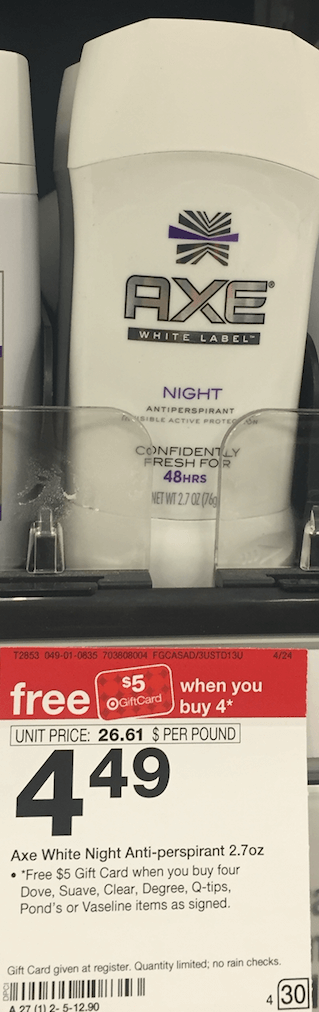 AXE®
WHITE LABEL™
NIGHT
ANTIPERSPIRANT
CONFIDENTLY
FRESH FOR
48HRS
NET WT 2.7 OZ (76g
T2853 049-01-0835 703608004 FGCASAD/3USTD13U 4/24
free $5 GiftCard when you buy 4*
UNIT PRICE: 26.61 $ PER POUND
4 49
Axe White Night Anti-perspirant 2.7oz
• *Free $5 Gift Card when you buy four
Dove, Suave, Clear, Degree, Q-tips,
Pond's or Vaseline items as signed.
Gift Card given at register. Quantity limited; no rain checks.
DPCI
A 27 (1) 2- 5-12.90
4 30